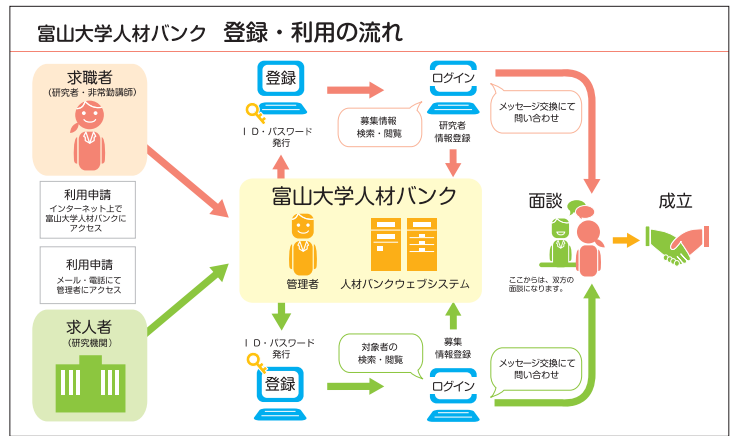 富山大学人材バンク 登録・利用の流れ
求職者
（研究者・非常勤講師）
利用申請
インターネット上で
富山大学人材バンクに
アクセス
利用申請
メール・電話にて
管理者にアクセス
求人者
（研究機関）
登録
ＩＤ・パスワード
発行
募集情報
検索・閲覧
ログイン
研究者
情報登録
メッセージ交換にて
問い合わせ
富山大学人材バンク
管理者
人材バンクウェブシステム
面談
ここからは、双方の
面談になります。
成立
ＩＤ・パスワード
発行
登録
対象者の
検索・閲覧
募集
情報登録
ログイン
メッセージ交換にて
問い合わせ